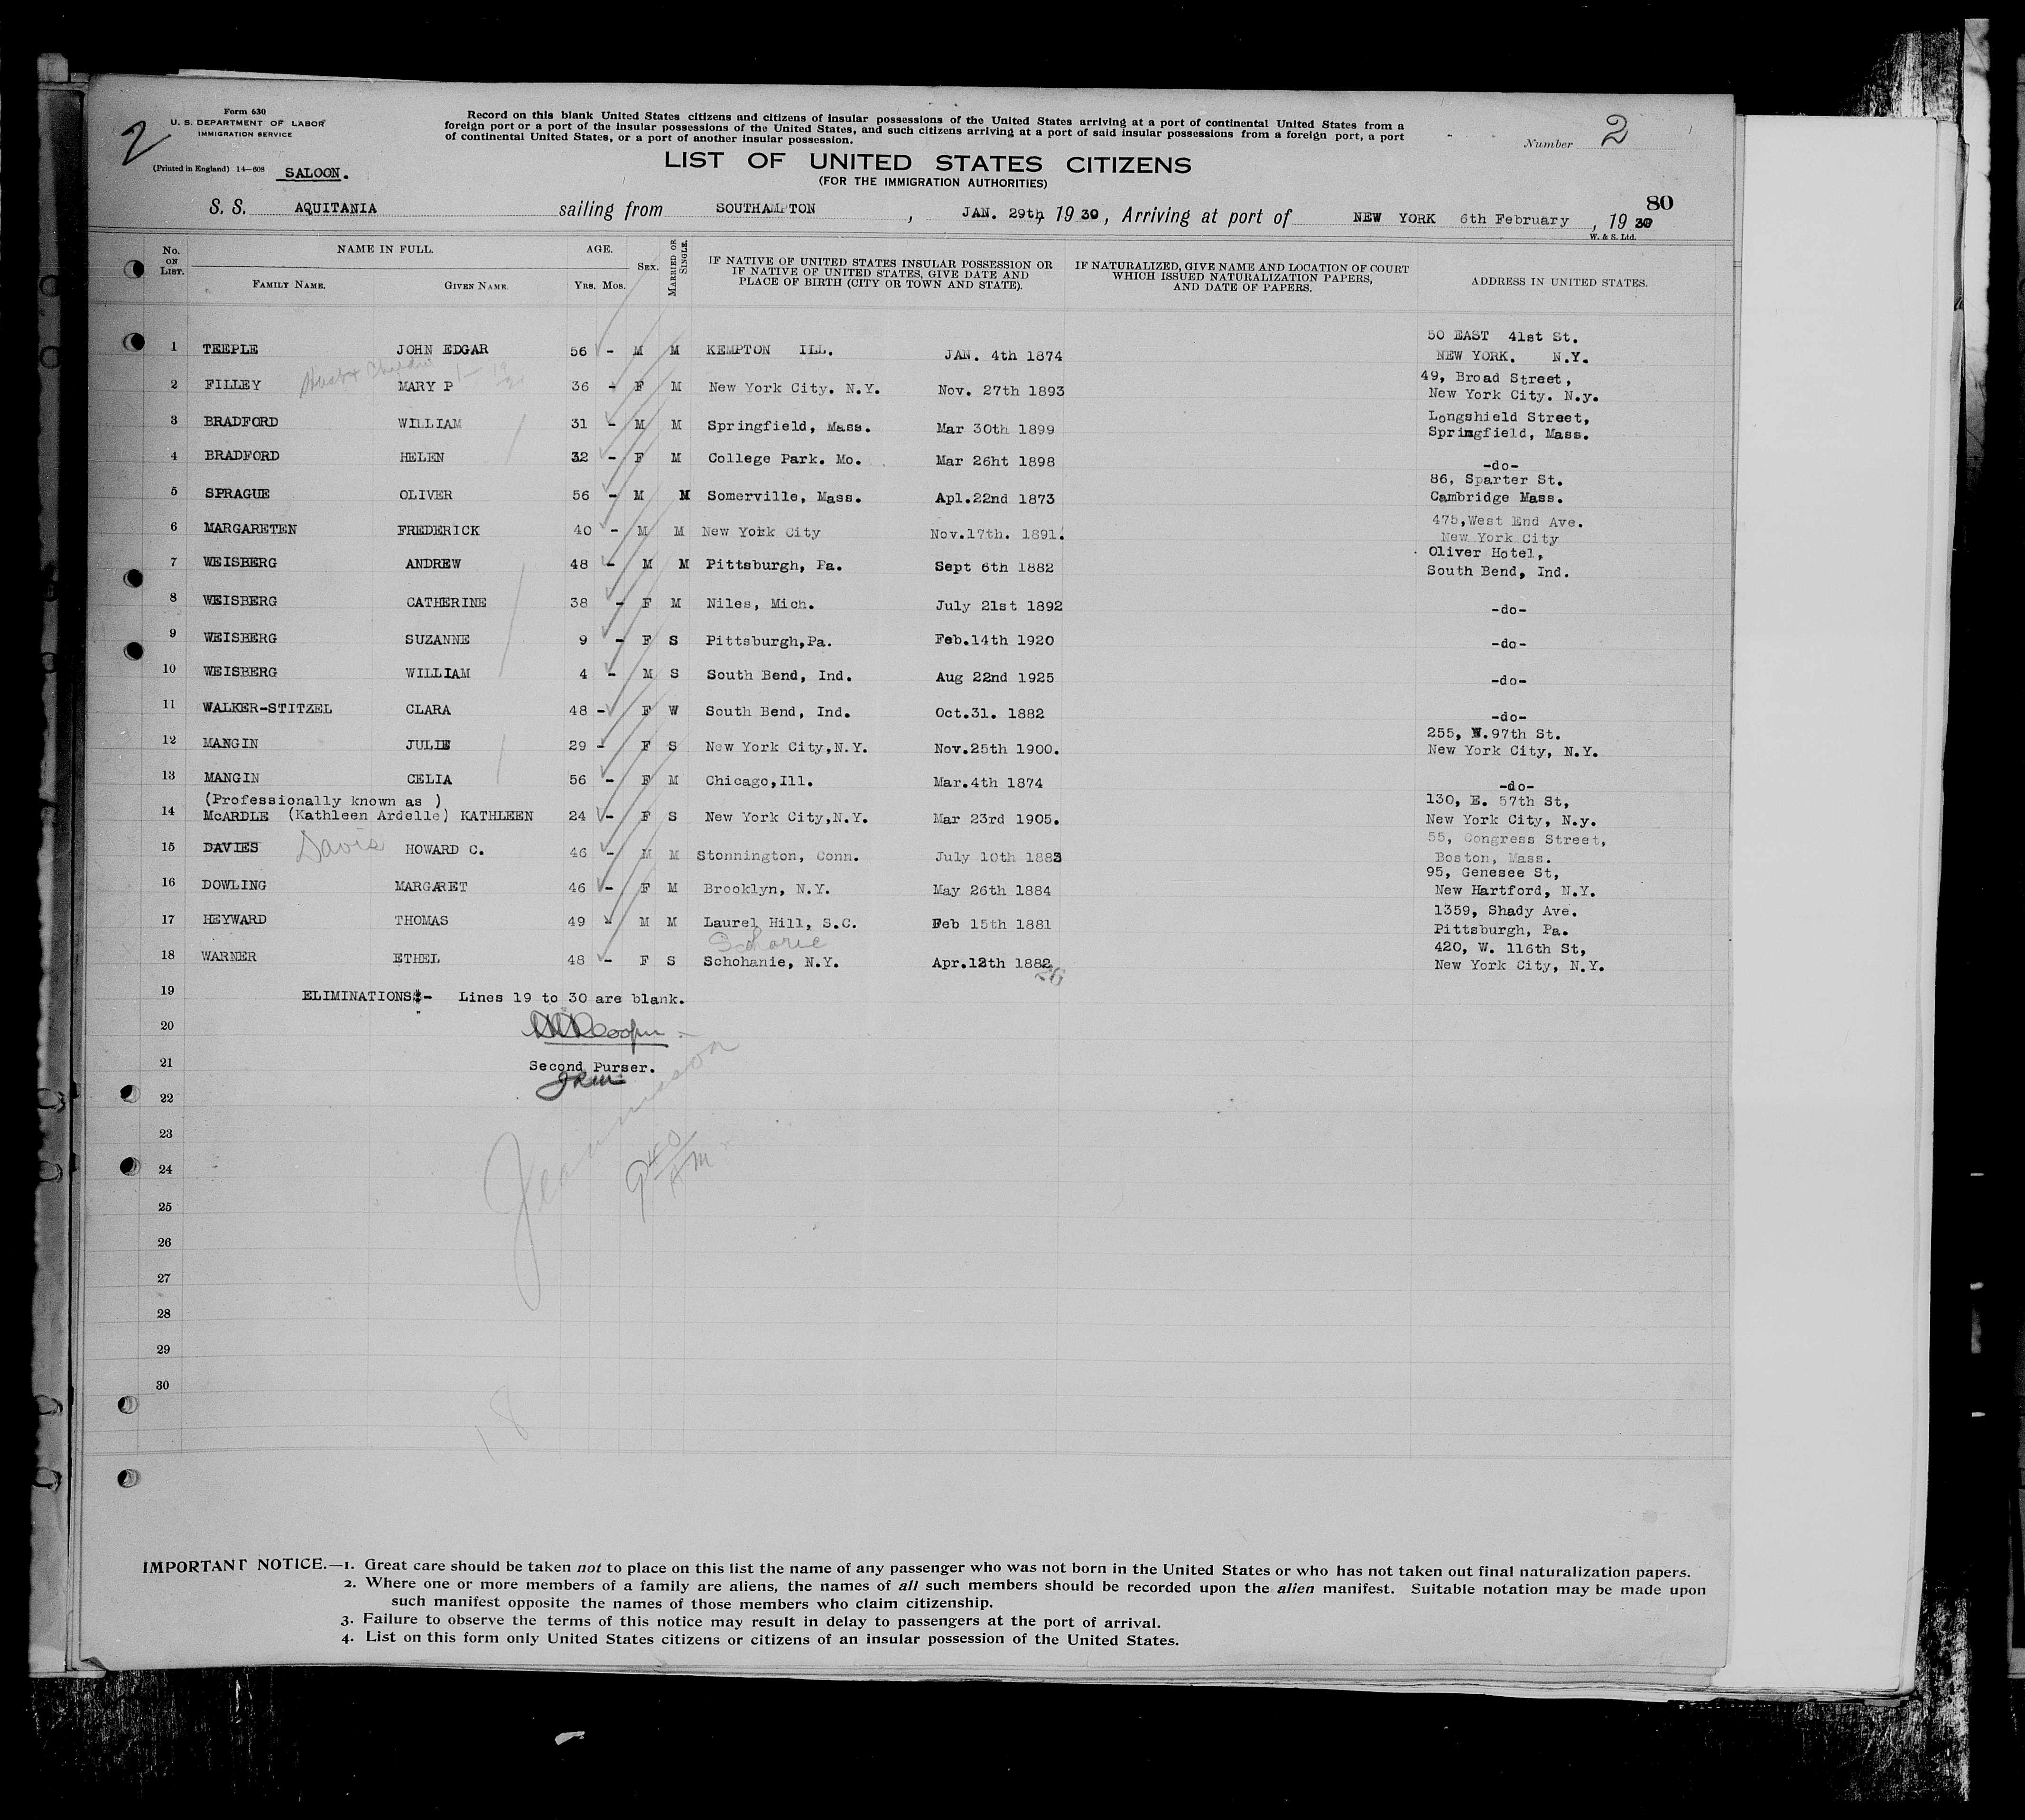 Form 630
U. S. DEPARTMENT OF LABOR
IMMIGRATION SERVICE
(Printed in England) 14—608 SALOON.
2
Record on this blank United States citizens and citizens of insular possessions of the United States arriving at a port of continental United States from a
foreign port or a port of the insular possessions of the United States, and such citizens arriving at a port of said insular possessions from a foreign port, a port
of continental United States, or a port of another insular possession.
Number 2
LIST OF UNITED STATES CITIZENS
(FOR THE IMMIGRATION AUTHORITIES)
80
S. S. AQUITANIA sailing from SOUTHAMPTON , JAN. 29th 19 30, Arriving at port of NEW YORK 6th February , 19 30
W. & S. Ltd.
No. ON LIST. NAME IN FULL. FAMILY NAME. GIVEN NAME. AGE. YRS. MOS. SEX. MARRIED OR SINGLE. IF NATIVE OF UNITED STATES INSULAR POSSESSION OR IF NATIVE OF UNITED STATES, GIVE DATE AND PLACE OF BIRTH (CITY OR TOWN AND STATE). IF NATURALIZED, GIVE NAME AND LOCATION OF COURT WHICH ISSUED NATURALIZATION PAPERS, AND DATE OF PAPERS. ADDRESS IN UNITED STATES.
1 TEEPLE JOHN EDGAR 56 - M M KEMPTON ILL. JAN. 4th 1874 50 EAST 41st St.
NEW YORK. N.Y.
2 FILLEY MARY P 36 - F M New York City. N.Y. Nov. 27th 1893 49, Broad Street,
New York City. N.y.
3 BRADFORD WILLIAM 31 - M M Springfield, Mass. Mar 30th 1899 Longshield Street,
Springfield, Mass.
4 BRADFORD HELEN 32 - F M College Park. Mo. Mar 26ht 1898 -do-
5 SPRAGUE OLIVER 56 - M M Somerville, Mass. Apl.22nd 1873 86, Sparter St.
Cambridge Mass.
6 MARGARETEN FREDERICK 40 - M M New York City Nov.17th. 1891. 475,West End Ave.
New York City
7 WEISBERG ANDREW 48 - M M Pittsburgh, Pa. Sept 6th 1882 Oliver Hotel,
South Bend, Ind.
8 WEISBERG CATHERINE 38 - F M Niles, Mich. July 21st 1892 -do-
9 WEISBERG SUZANNE 9 - F S Pittsburgh,Pa. Feb.14th 1920 -do-
10 WEISBERG WILLIAM 4 - M S South Bend, Ind. Aug 22nd 1925 -do-
11 WALKER-STITZEL CLARA 48 - F W South Bend, Ind. Oct.31. 1882 -do-
12 MANGIN JULIE 29 - F S New York City,N.Y. Nov.25th 1900. 255, W.97th St.
New York City, N.Y.
13 MANGIN CELIA 56 - F M Chicago,Ill. Mar.4th 1874 -do-
(Professionally known as )
14 McARDLE (Kathleen Ardelle) KATHLEEN 24 - F S New York City,N.Y. Mar 23rd 1905. 130, E. 57th St,
New York City, N.y.
15 DAVIES Davis HOWARD C. 46 - M M Stonnington, Conn. July 10th 1883 55, Congress Street,
Boston, Mass.
16 DOWLING MARGARET 46 - F M Brooklyn, N.Y. May 26th 1884 95, Genesee St,
New Hartford, N.Y.
17 HEYWARD THOMAS 49 - M M Laurel Hill, S.C. Feb 15th 1881 1359, Shady Ave.
Pittsburgh, Pa.
18 WARNER ETHEL 48 - F S Schohanie, N.Y. Apr.12th 1882 420, W. 116th St,
New York City, N.Y.
19 ELIMINATIONS:- Lines 19 to 30 are blank.
20
21 Second Purser.
22
23
24 9 40 AM
25
26
27
28
29
30
18
IMPORTANT NOTICE.—1. Great care should be taken not to place on this list the name of any passenger who was not born in the United States or who has not taken out final naturalization papers.
2. Where one or more members of a family are aliens, the names of all such members should be recorded upon the alien manifest. Suitable notation may be made upon
such manifest opposite the names of those members who claim citizenship.
3. Failure to observe the terms of this notice may result in delay to passengers at the port of arrival.
4. List on this form only United States citizens or citizens of an insular possession of the United States.